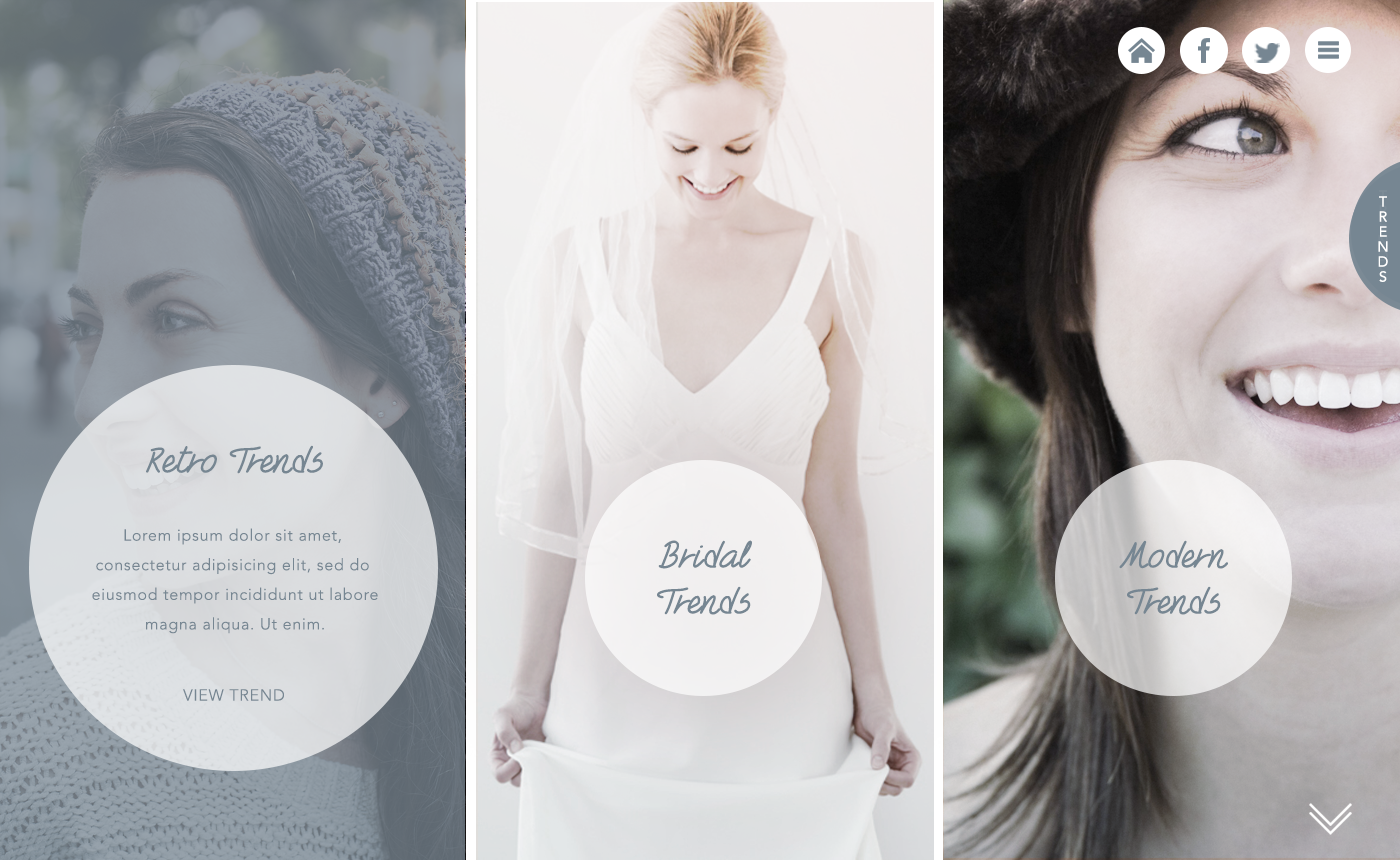 TRENDS
Retro Trends
Lorem ipsum dolor sit amet,
consectetur adipisicing elit, sed do
eiusmod tempor incididunt ut labore
magna aliqua. Ut enim.
VIEW TREND
Bridal
Trends
Modern
Trends